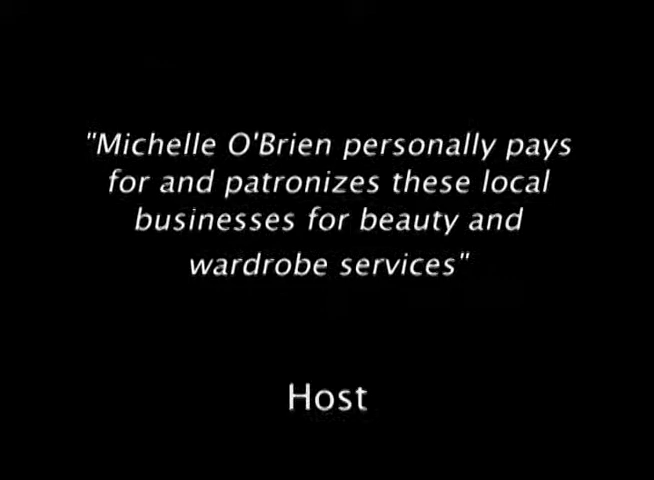 "Michelle O'Brien personally pays
for and patronizes these local
businesses for beauty and
wardrobe services"
Host